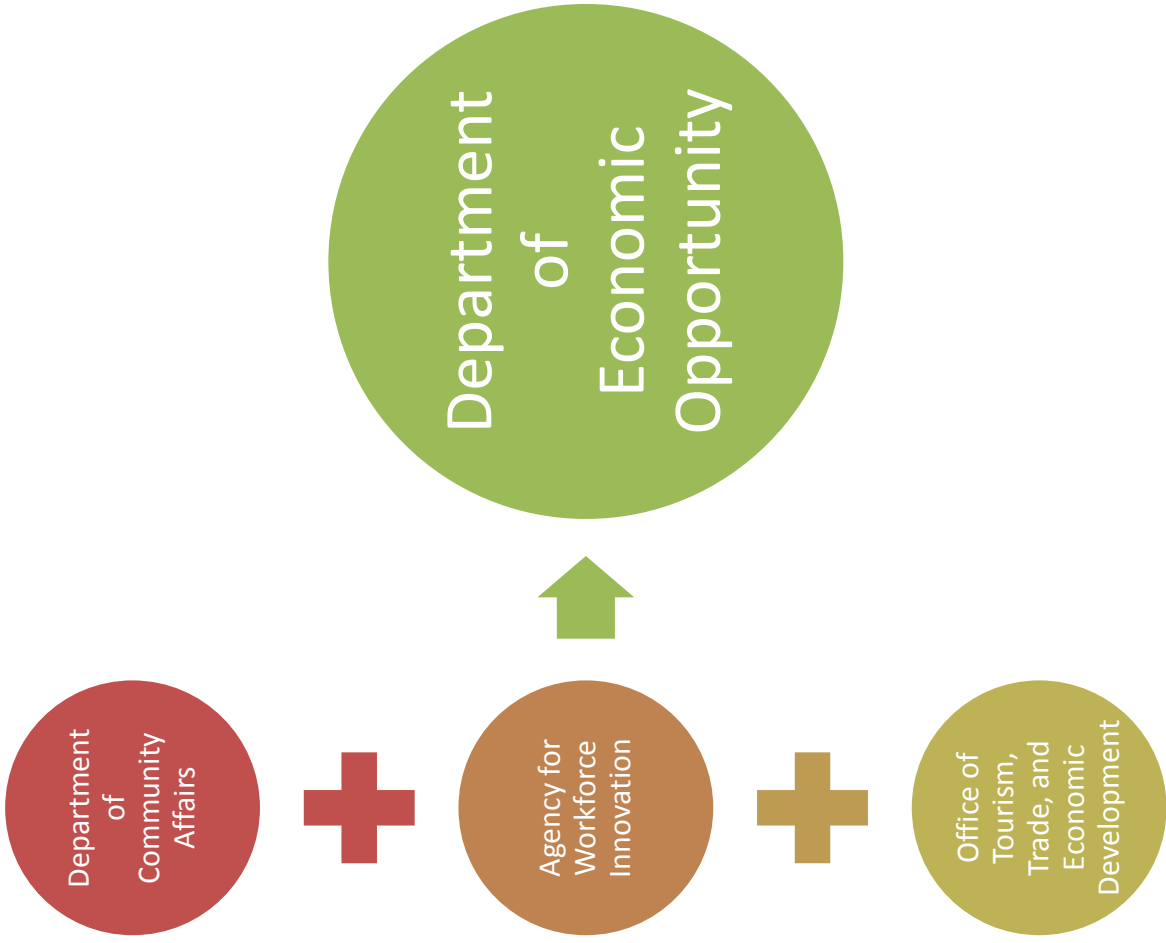 Department
of
Community
Affairs
Agency for
Workforce
Innovation
Office of
Tourism,
Trade, and
Economic
Development
Department
of
Economic
Opportunity